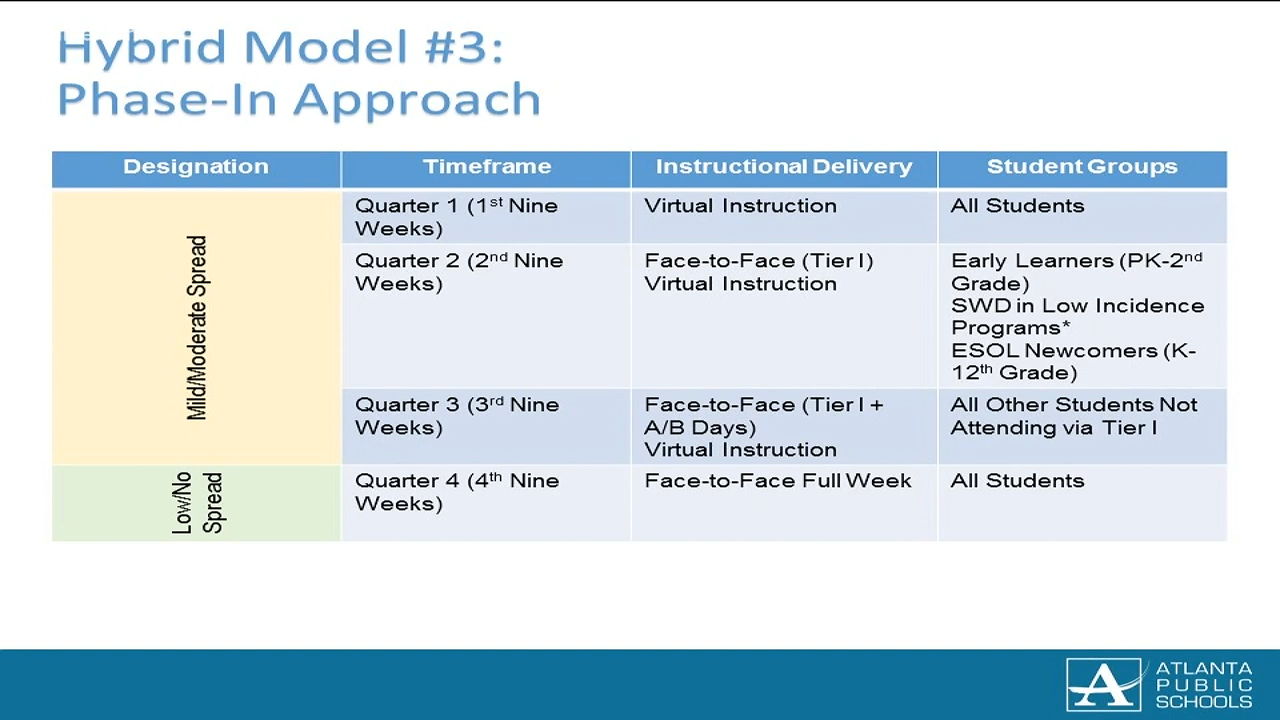 Hybrid Model #3:
Phase-In Approach
Designation
Timeframe
Instructional Delivery
Student Groups
Mild/Moderate Spread
Quarter 1 (1st Nine
Weeks)
Virtual Instruction
All Students
Quarter 2 (2nd Nine
Weeks)
Face-to-Face (Tier I)
Virtual Instruction
Early Learners (PK-2nd
Grade)
SWD in Low Incidence
Programs*
ESOL Newcomers (K-
12th Grade)
Quarter 3 (3rd Nine
Weeks)
Face-to-Face (Tier I +
A/B Days)
Virtual Instruction
All Other Students Not
Attending via Tier I
Low/No
Spread
Quarter 4 (4th Nine
Weeks)
Face-to-Face Full Week
All Students
ATLANTA
PUBLIC
SCHOOLS